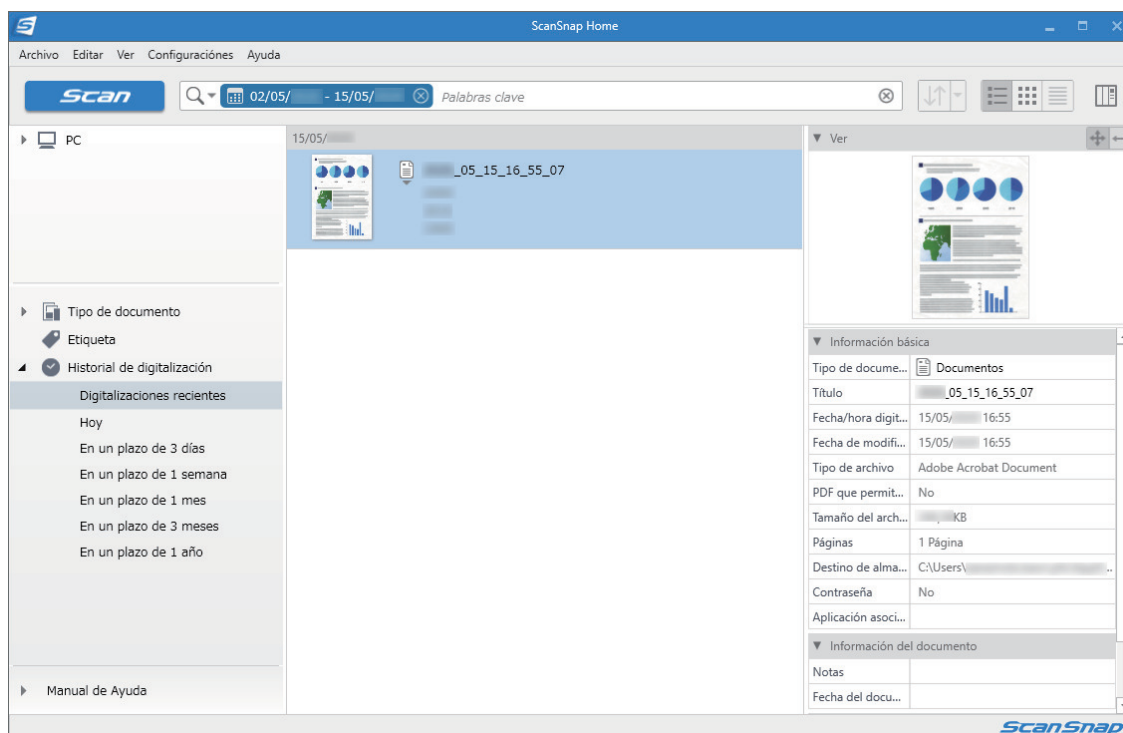 ScanSnap Home
Archivo Editar Ver Configuraciónes Ayuda
Scan
02/05/ - 15/05/ Palabras clave
PC
Tipo de documento
Etiqueta
Historial de digitalización
Digitalizaciones recientes
Hoy
En un plazo de 3 días
En un plazo de 1 semana
En un plazo de 1 mes
En un plazo de 3 meses
En un plazo de 1 año
Manual de Ayuda
15/05/
_05_15_16_55_07
Ver
Información básica
Tipo de docume... Documentos
Título _05_15_16_55_07
Fecha/hora digit... 15/05/ 16:55
Fecha de modifi... 15/05/ 16:55
Tipo de archivo Adobe Acrobat Document
PDF que permit... No
Tamaño del arch... KB
Páginas 1 Página
Destino de alma... C:\Users\ ..
Contraseña No
Aplicación asoci...
Información del documento
Notas
Fecha del docu...
ScanSnap